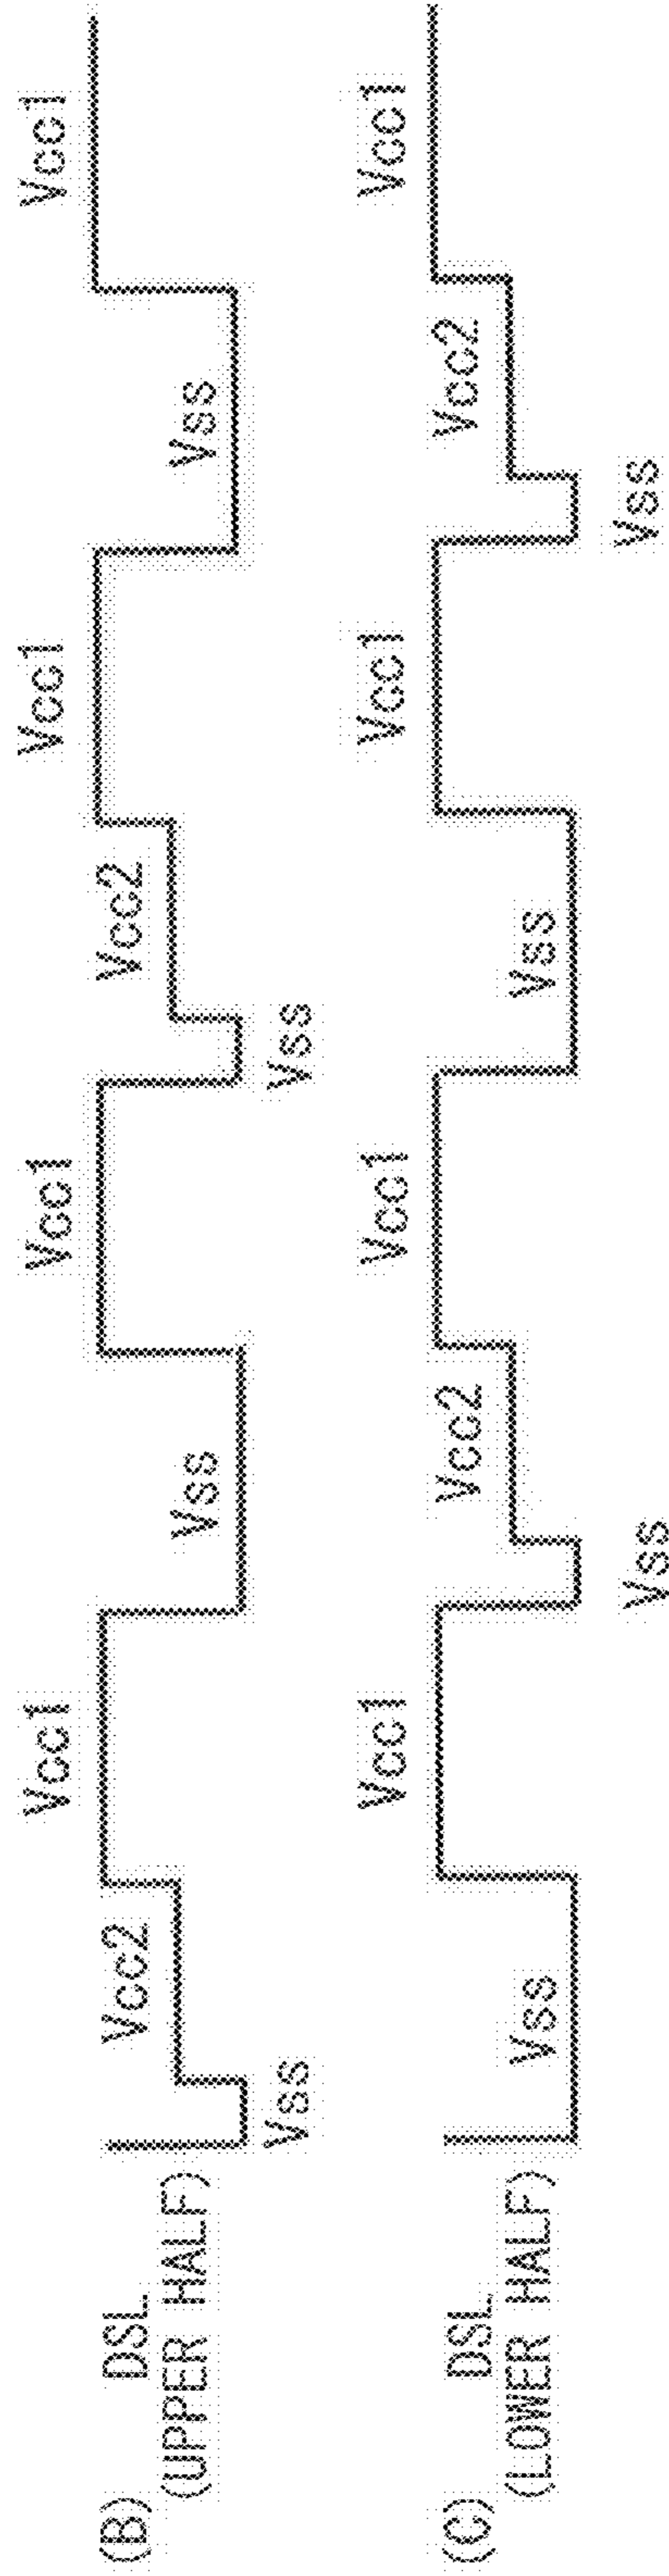 (B) DSL
(UPPER HALF)
Vss
Vcc2
Vcc1
Vss
Vcc1
Vss
Vcc2
Vcc1
Vss
Vcc1
(C) DSL
(LOWER HALF)
Vss
Vcc1
Vss
Vcc2
Vcc1
Vss
Vcc1
Vss
Vcc2
Vcc1